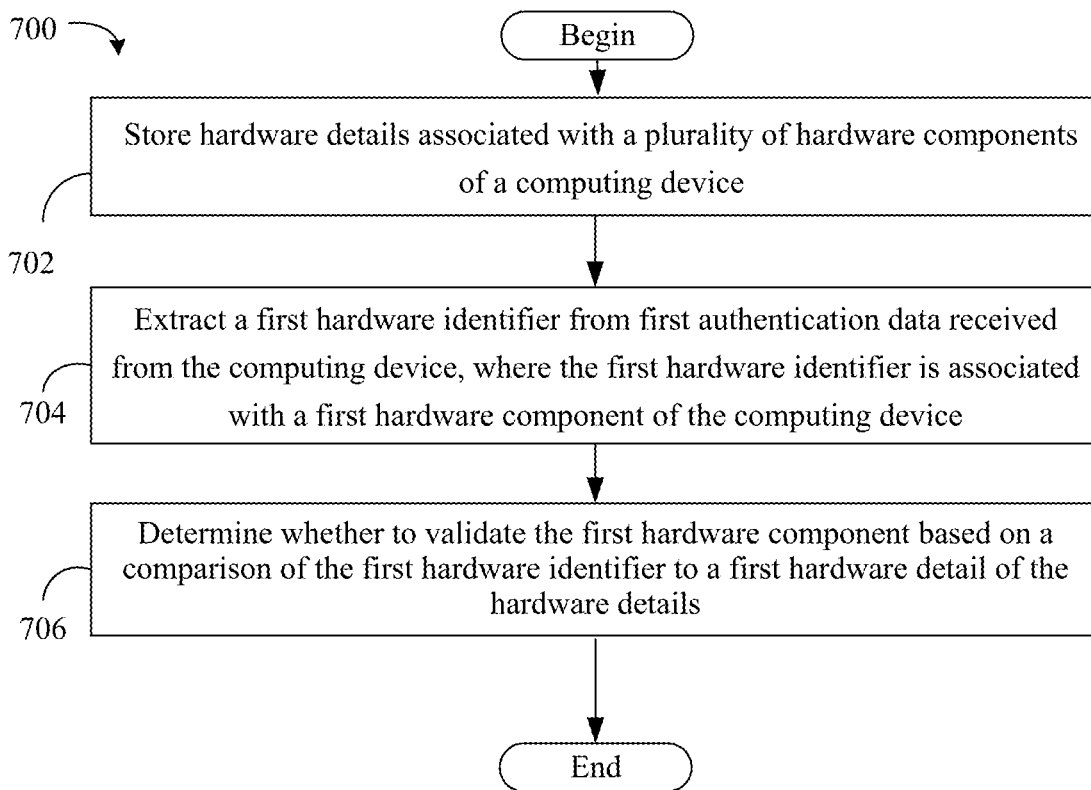 700
Begin
Store hardware details associated with a plurality of hardware components
of a computing device
702
Extract a first hardware identifier from first authentication data received
from the computing device, where the first hardware identifier is associated
with a first hardware component of the computing device
704
Determine whether to validate the first hardware component based on a
comparison of the first hardware identifier to a first hardware detail of the
hardware details
706
End